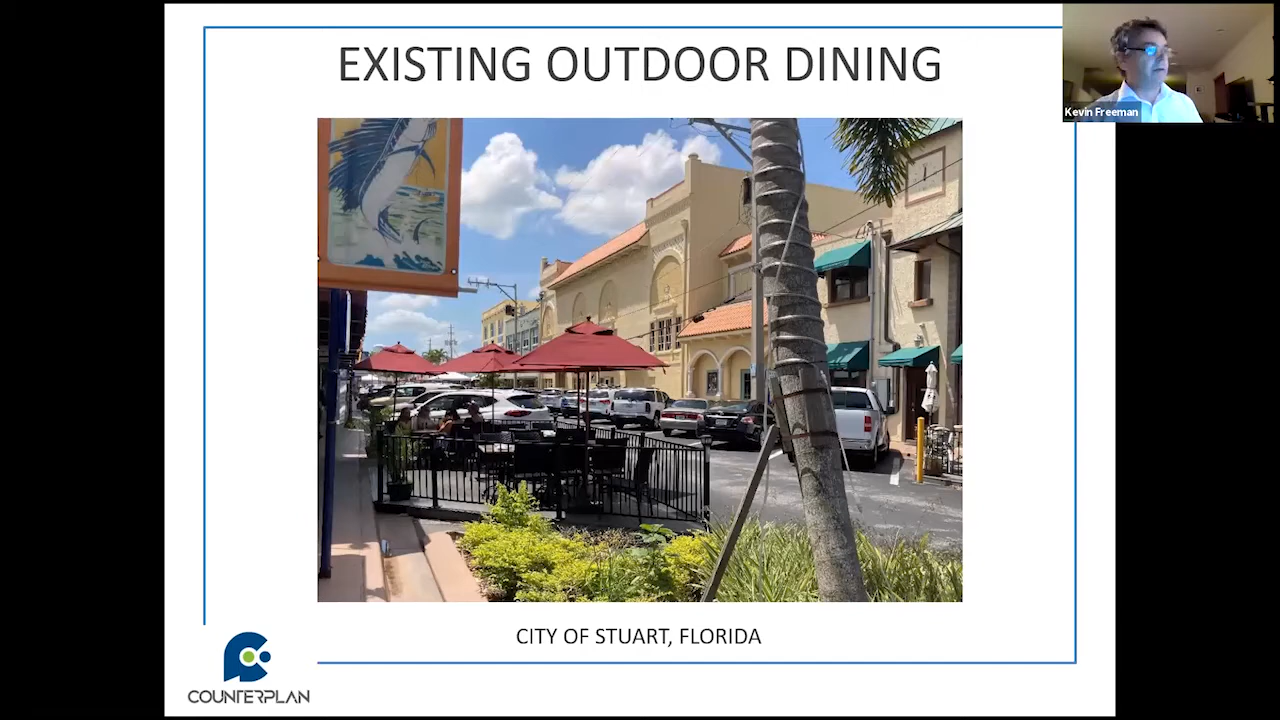 EXISTING OUTDOOR DINING
Kevin Freeman
CITY OF STUART, FLORIDA
COUNTERPLAN